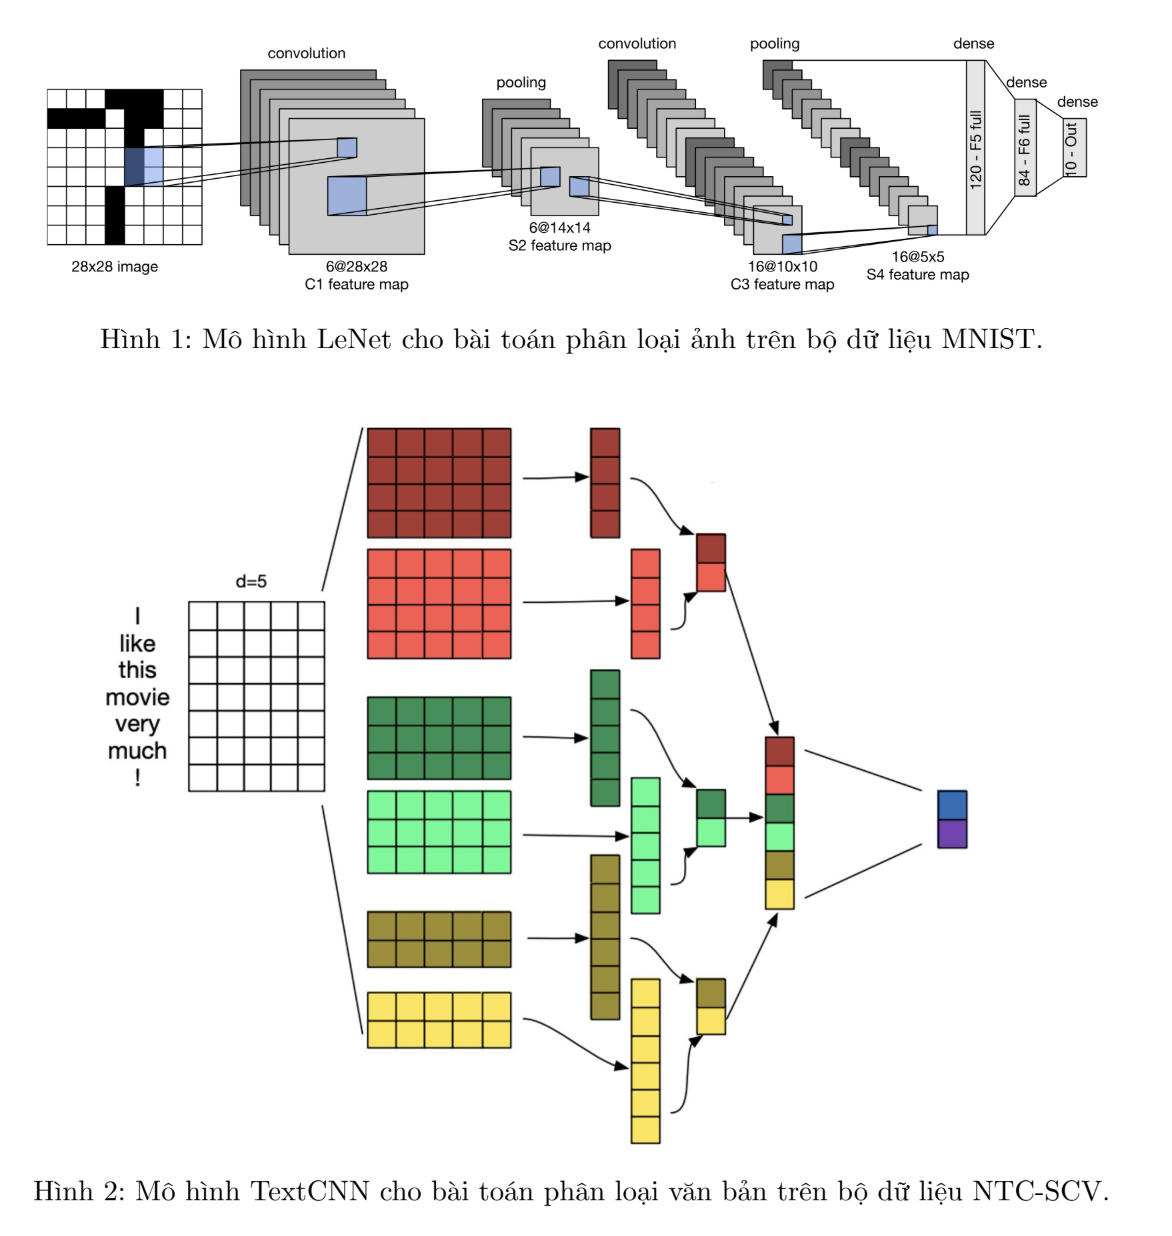 convolution
pooling
convolution
pooling
dense
dense
dense
120 - F5 full
84 - F6 full
10 - Out
28x28 image
6@28x28
C1 feature map
6@14x14
S2 feature map
16@10x10
C3 feature map
16@5x5
S4 feature map
Hình 1: Mô hình LeNet cho bài toán phân loại ảnh trên bộ dữ liệu MNIST.
d=5
I
like
this
movie
very
much
!
Hình 2: Mô hình TextCNN cho bài toán phân loại văn bản trên bộ dữ liệu NTC-SCV.